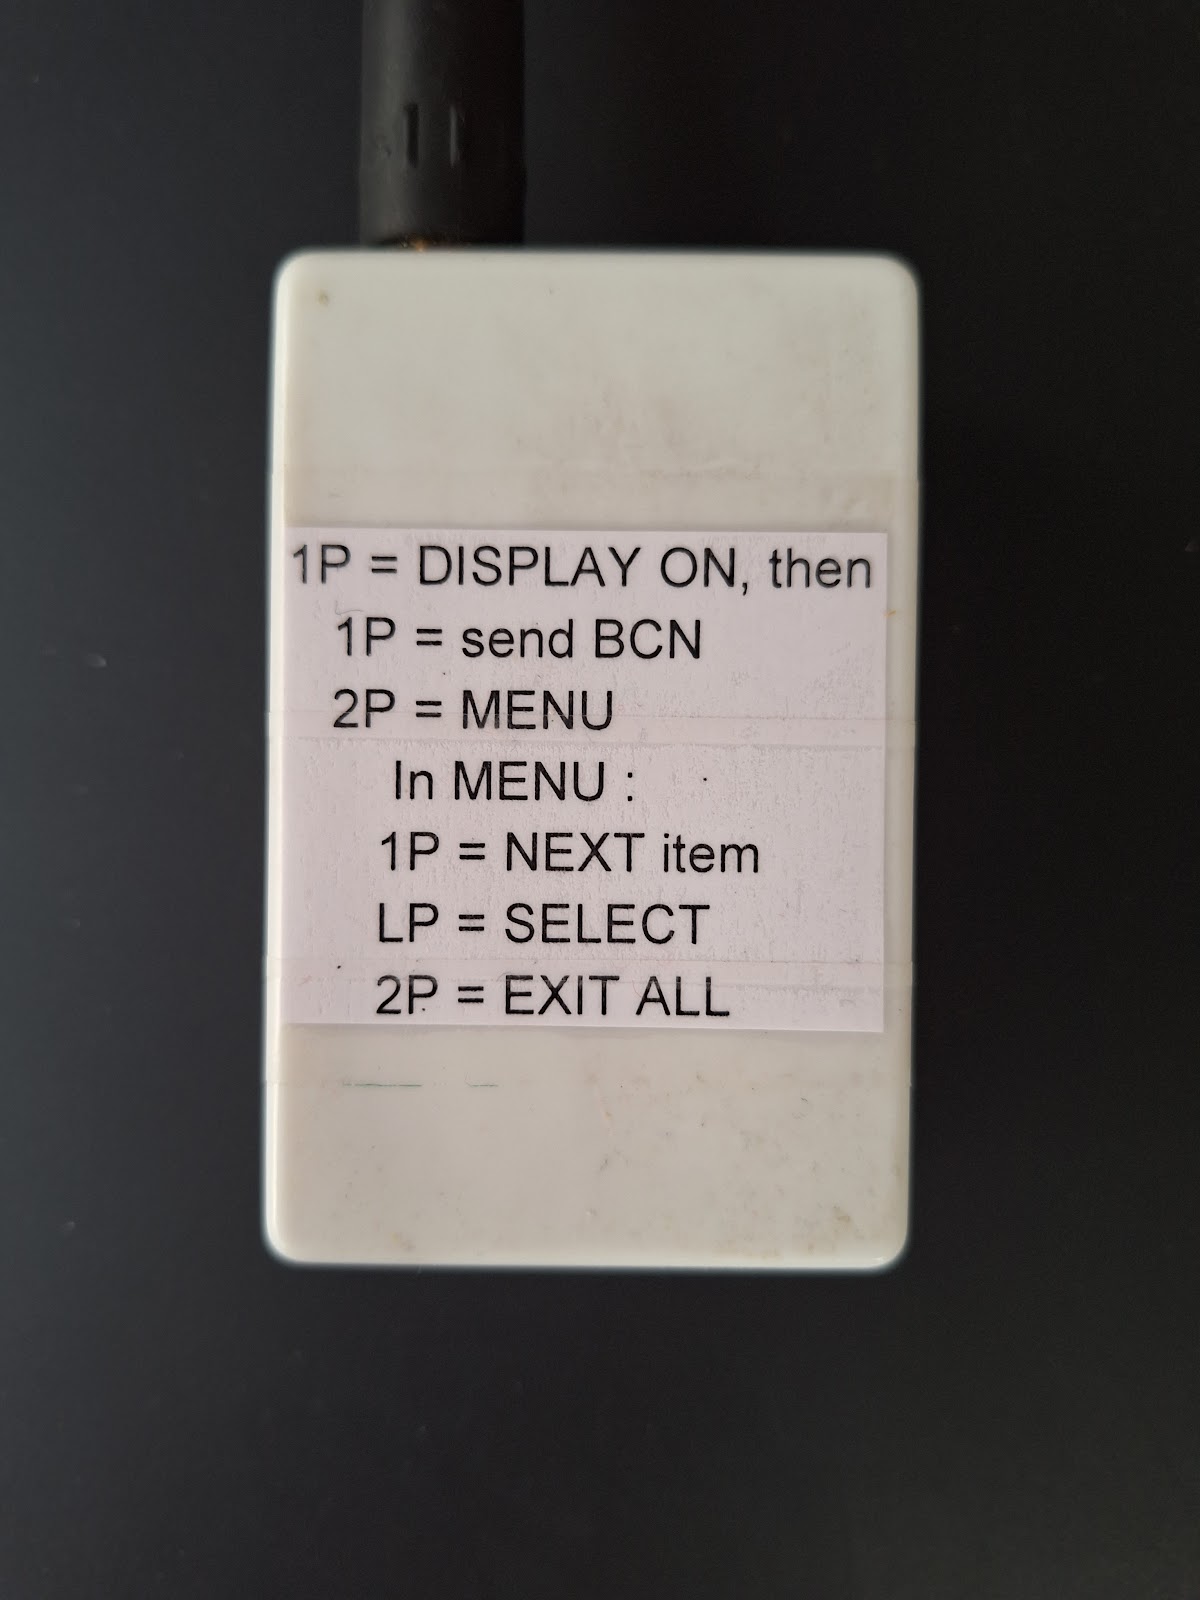 1P = DISPLAY ON, then
1P = send BCN
2P = MENU
In MENU :
1P = NEXT item
LP = SELECT
2P = EXIT ALL